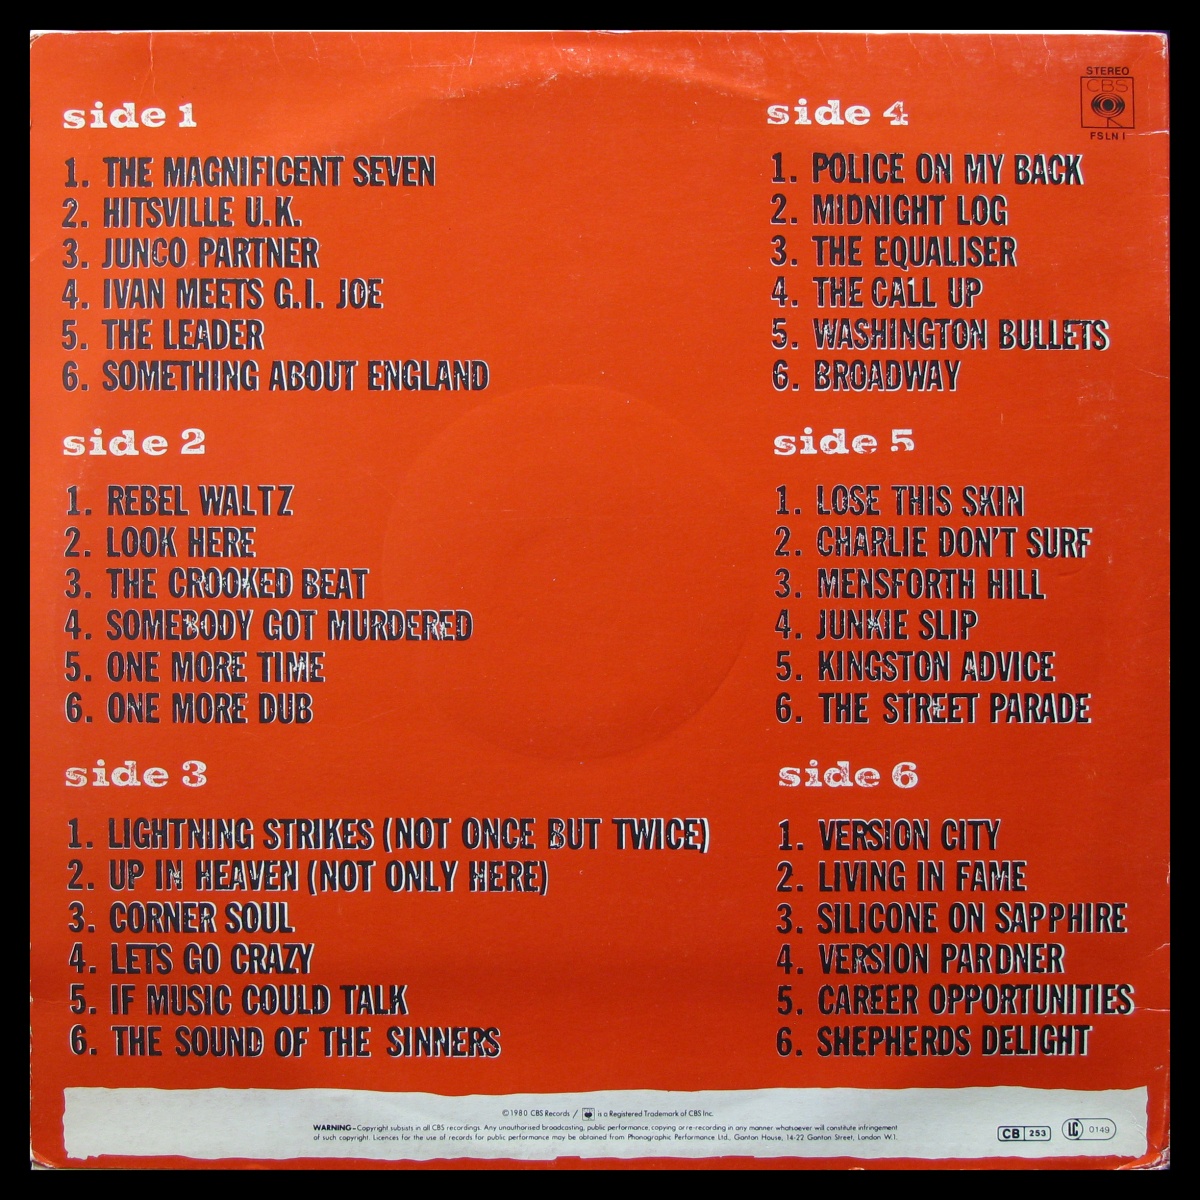 side 1
1. THE MAGNIFICENT SEVEN
2. HITSVILLE U.K.
3. JUNCO PARTNER
4. IVAN MEETS G.I. JOE
5. THE LEADER
6. SOMETHING ABOUT ENGLAND
side 2
1. REBEL WALTZ
2. LOOK HERE
3. THE CROOKED BEAT
4. SOMEBODY GOT MURDERED
5. ONE MORE TIME
6. ONE MORE DUB
side 3
1. LIGHTNING STRIKES (NOT ONCE BUT TWICE)
2. UP IN HEAVEN (NOT ONLY HERE)
3. CORNER SOUL
4. LETS GO CRAZY
5. IF MUSIC COULD TALK
6. THE SOUND OF THE SINNERS
STEREO
CBS
FSLN 1
side 4
1. POLICE ON MY BACK
2. MIDNIGHT LOG
3. THE EQUALISER
4. THE CALL UP
5. WASHINGTON BULLETS
6. BROADWAY
side 5
1. LOSE THIS SKIN
2. CHARLIE DON'T SURF
3. MENSFORTH HILL
4. JUNKIE SLIP
5. KINGSTON ADVICE
6. THE STREET PARADE
side 6
1. VERSION CITY
2. LIVING IN FAME
3. SILICONE ON SAPPHIRE
4. VERSION PARDNER
5. CAREER OPPORTUNITIES
6. SHEPHERDS DELIGHT
©1980 CBS Records / is a Registered Trademark of CBS Inc.
WARNING–Copyright subsists in all CBS recordings. Any unauthorised broadcasting, public performance, copying or re-recording in any manner whatsoever will constitute infringement
of such copyright. Licences for the use of records for public performance may be obtained from Phonographic Performance Ltd., Ganton House, 14-22 Ganton Street, London W.1.
CB 253
LC 0149